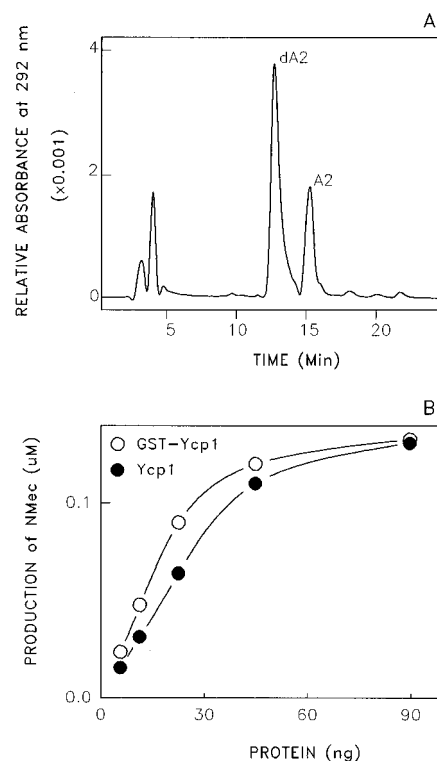 A
RELATIVE ABSORBANCE at 292 nm
(x0.001)
4
2
0
dA2
A2
5
10
15
20
TIME (Min)
B
PRODUCTION of NMec (uM)
0.1
0.0
GST-Ycp1
Ycp1
0
30
60
90
PROTEIN (ng)